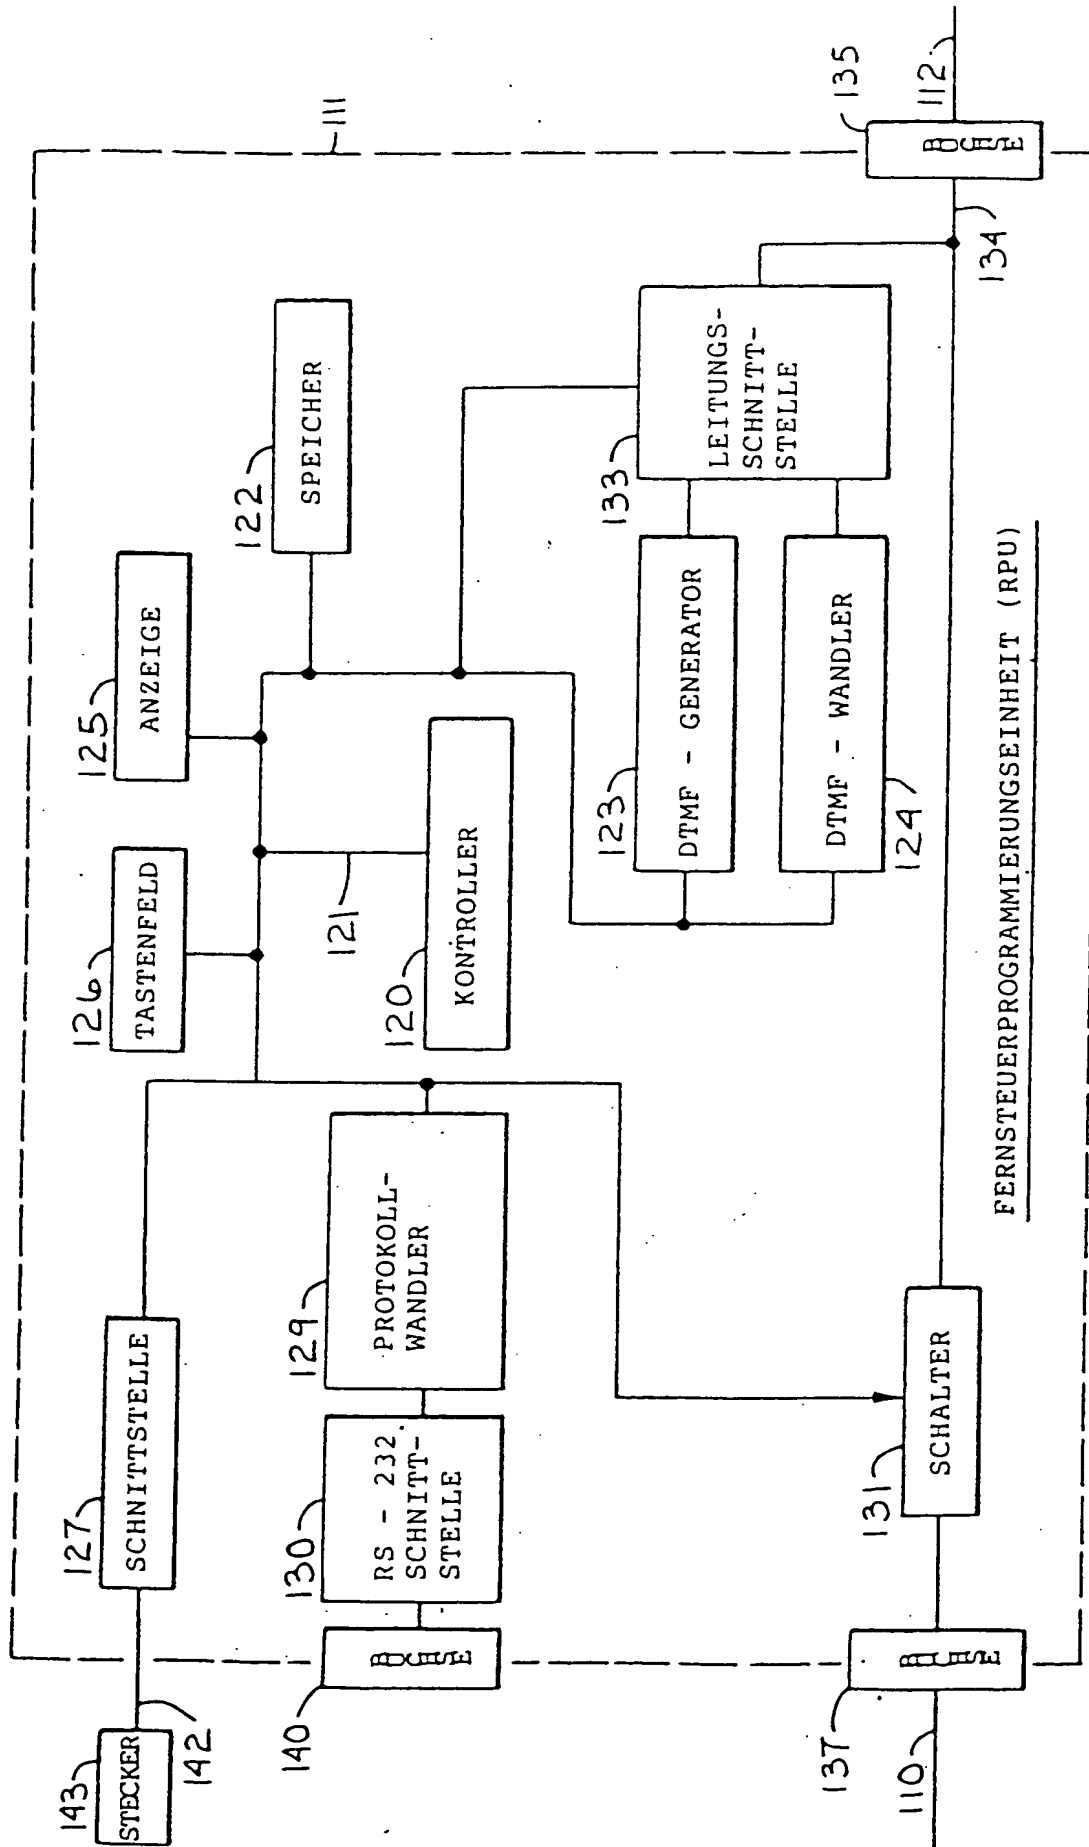 143
STECKER
142
127
SCHNITTSTELLE
140
BUCHSE
130
RS - 232
SCHNITT-
STELLE
129
PROTOKOLL-
WANDLER
137
BUCHSE
110
131
SCHALTER
126
TASTENFELD
125
ANZEIGE
121
120
KONTROLLER
122
SPEICHER
123
DTMF - GENERATOR
DTMF - WANDLER
124
133
LEITUNGS-
SCHNITT-
STELLE
111
134
135
BUCHSE
112
FERNSTEUERPROGRAMMIERUNGSEINHEIT (RPU)